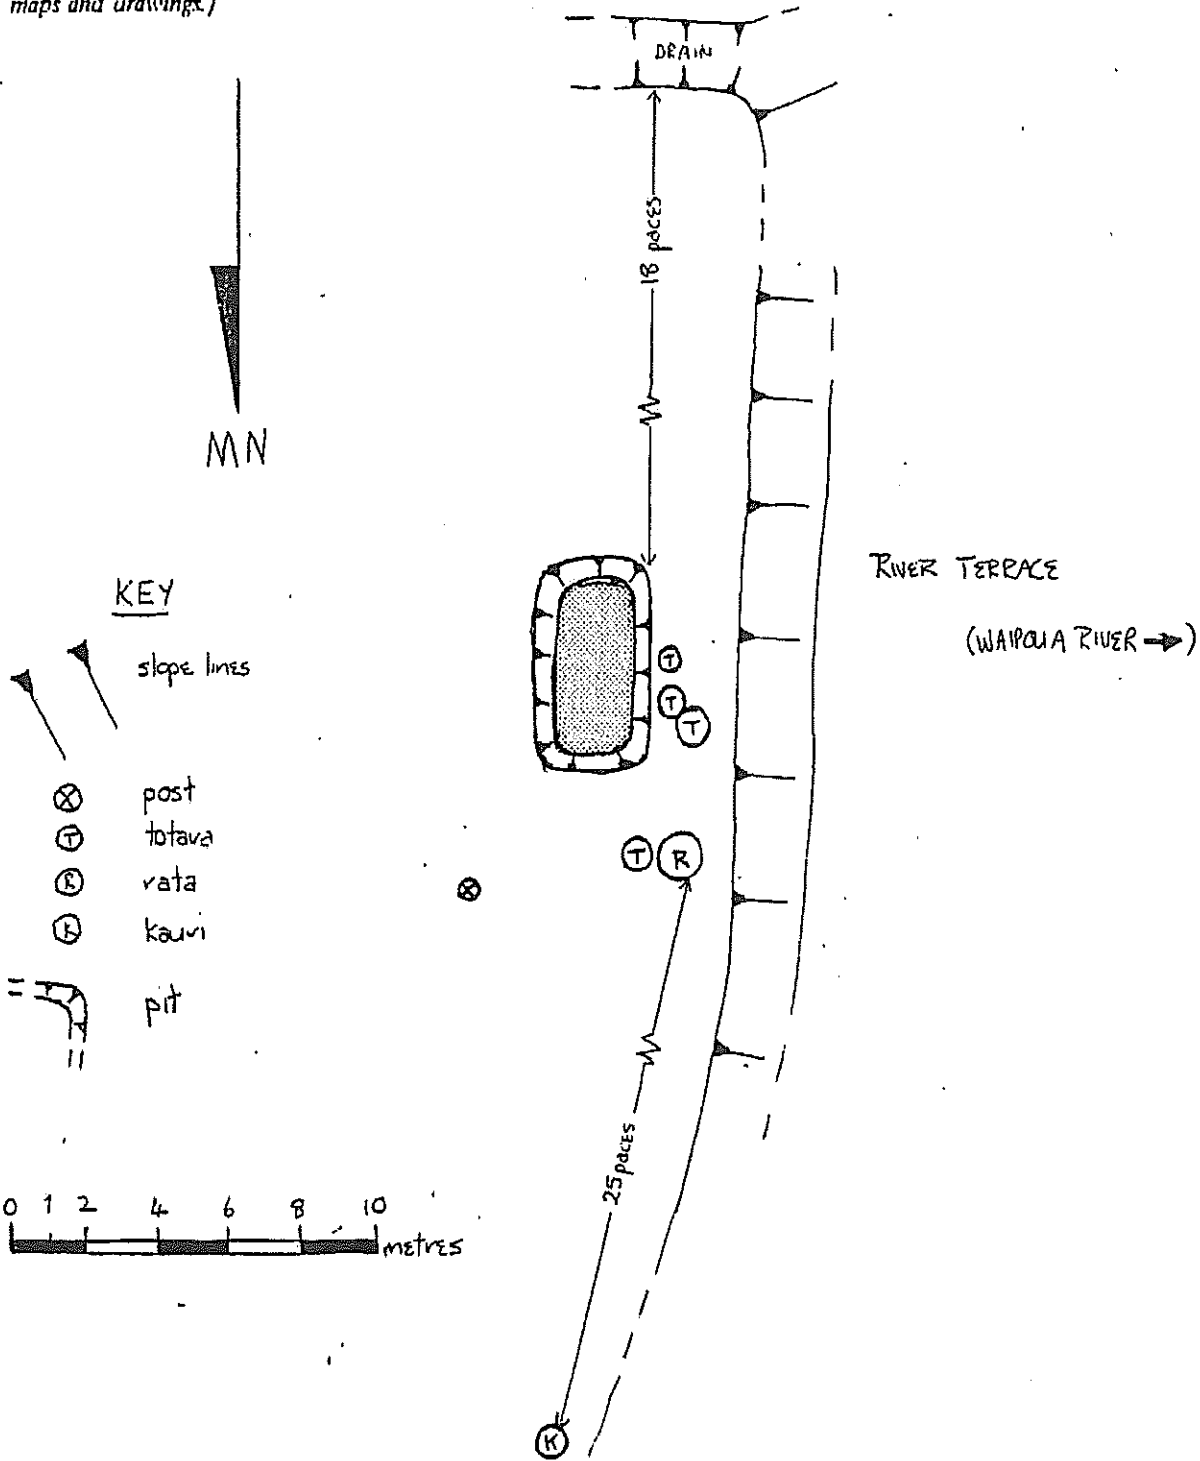 maps and drawings.)
DRAIN
18 paces
MN
RIVER TERRACE
(WAIPOUA RIVER →)
KEY
slope lines
post
T totara
R rata
K kauri
pit
T
T
T
T R
25 paces
0 1 2 4 6 8 10
metres
K